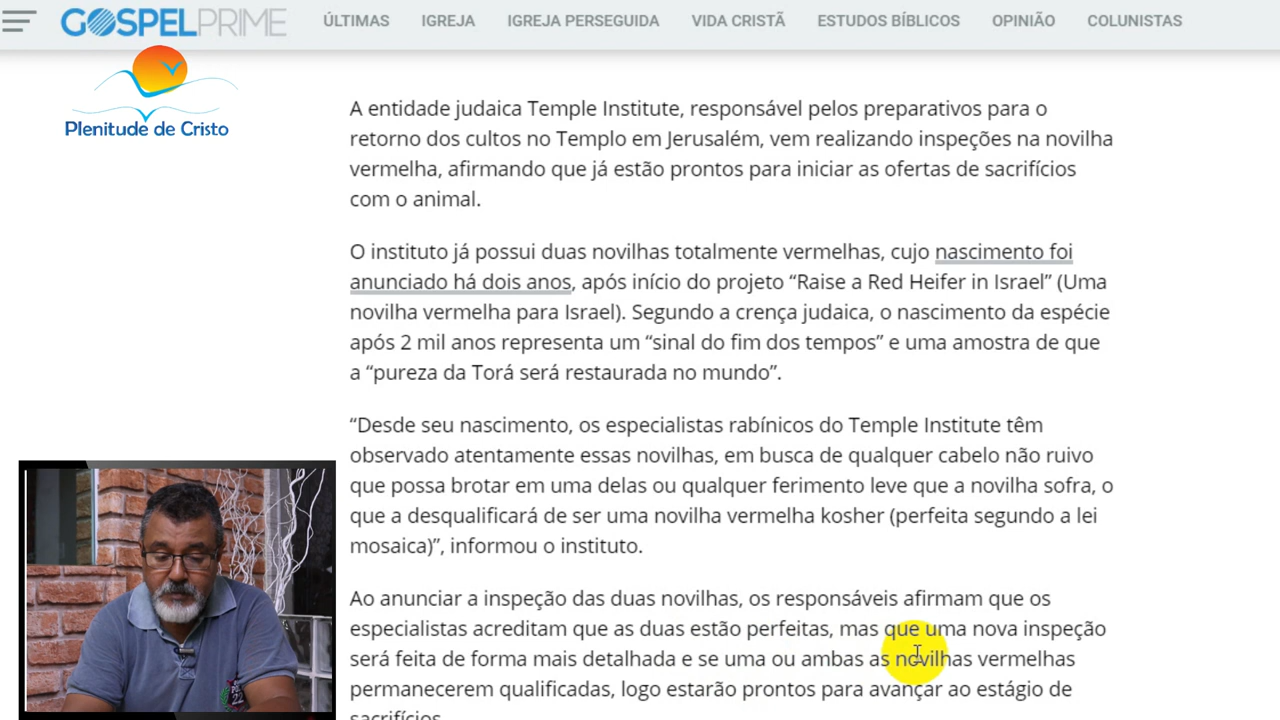 GOSPELPRIME
ÚLTIMAS IGREJA IGREJA PERSEGUIDA VIDA CRISTÃ ESTUDOS BÍBLICOS OPINIÃO COLUNISTAS
Plenitude de Cristo
A entidade judaica Temple Institute, responsável pelos preparativos para o
retorno dos cultos no Templo em Jerusalém, vem realizando inspeções na novilha
vermelha, afirmando que já estão prontos para iniciar as ofertas de sacrifícios
com o animal.
O instituto já possui duas novilhas totalmente vermelhas, cujo nascimento foi
anunciado há dois anos, após início do projeto “Raise a Red Heifer in Israel” (Uma
novilha vermelha para Israel). Segundo a crença judaica, o nascimento da espécie
após 2 mil anos representa um “sinal do fim dos tempos” e uma amostra de que
a “pureza da Torá será restaurada no mundo”.
“Desde seu nascimento, os especialistas rabínicos do Temple Institute têm
observado atentamente essas novilhas, em busca de qualquer cabelo não ruivo
que possa brotar em uma delas ou qualquer ferimento leve que a novilha sofra, o
que a desqualificará de ser uma novilha vermelha kosher (perfeita segundo a lei
mosaica)”, informou o instituto.
Ao anunciar a inspeção das duas novilhas, os responsáveis afirmam que os
especialistas acreditam que as duas estão perfeitas, mas que uma nova inspeção
será feita de forma mais detalhada e se uma ou ambas as novilhas vermelhas
permanecerem qualificadas, logo estarão prontos para avançar ao estágio de
sacrifícios.